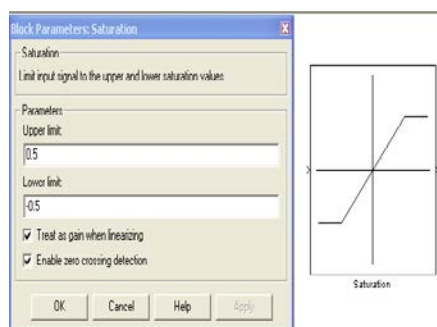 Block Parameters: Saturation
Saturation
Limit input signal to the upper and lower saturation values
Parameters
Upper limit:
0.5
Lower limit:
-0.5
Treat as gain when linearizing
Enable zero crossing detection
OK
Cancel
Help
Apply
Saturation